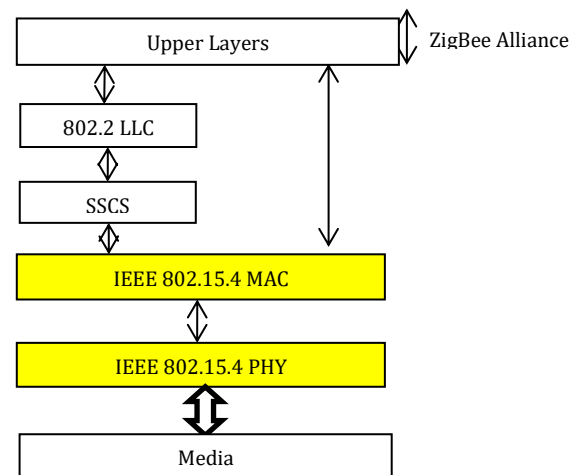 Upper Layers
ZigBee Alliance
802.2 LLC
SSCS
IEEE 802.15.4 MAC
IEEE 802.15.4 PHY
Media